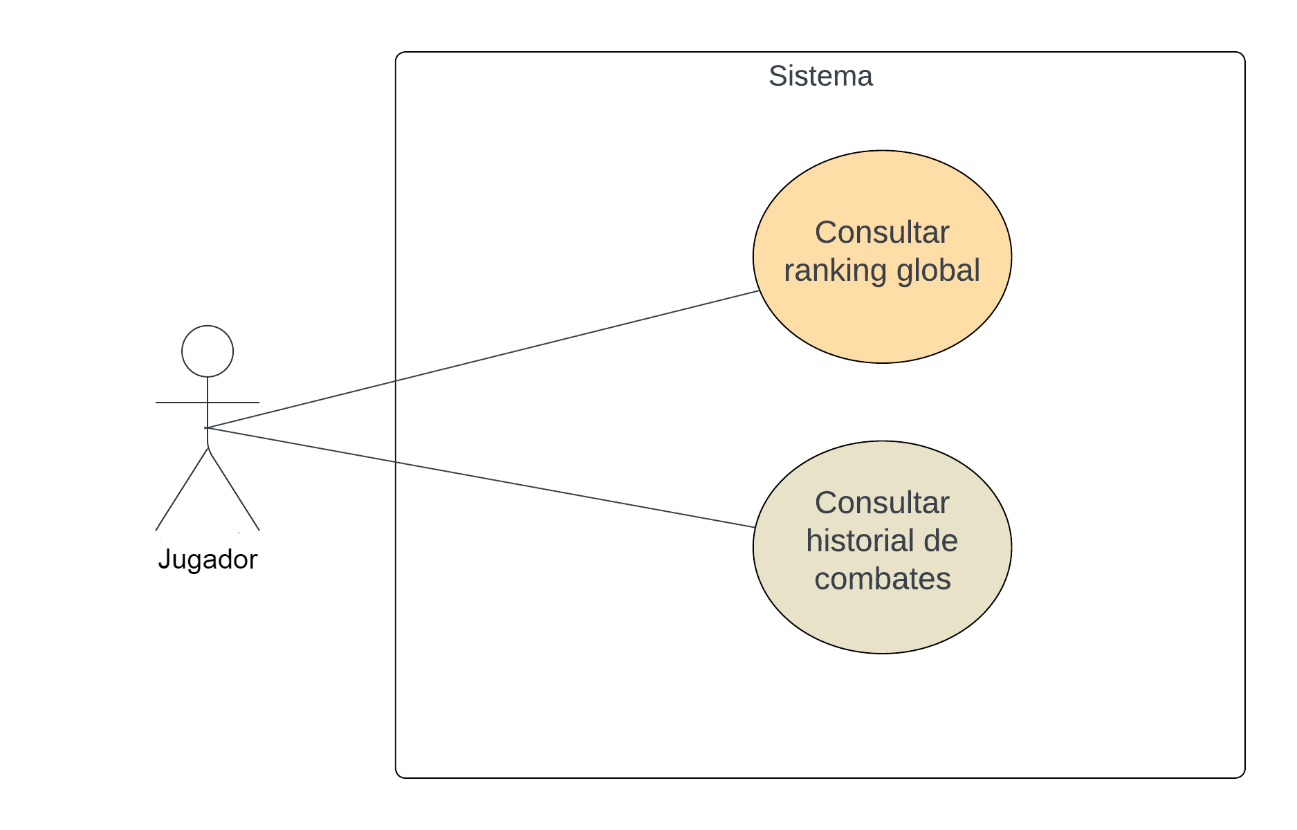 Sistema
Consultar
ranking global
Consultar
historial de
combates
Jugador